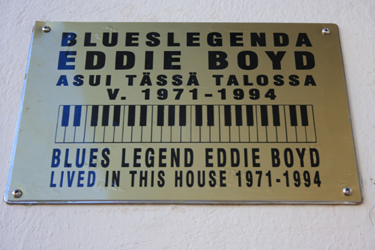 BLUESLEGENDA
EDDIE BOYD
ASUI TÄSSÄ TALOSSA
V. 1971-1994
BLUES LEGEND EDDIE BOYD
LIVED IN THIS HOUSE 1971-1994